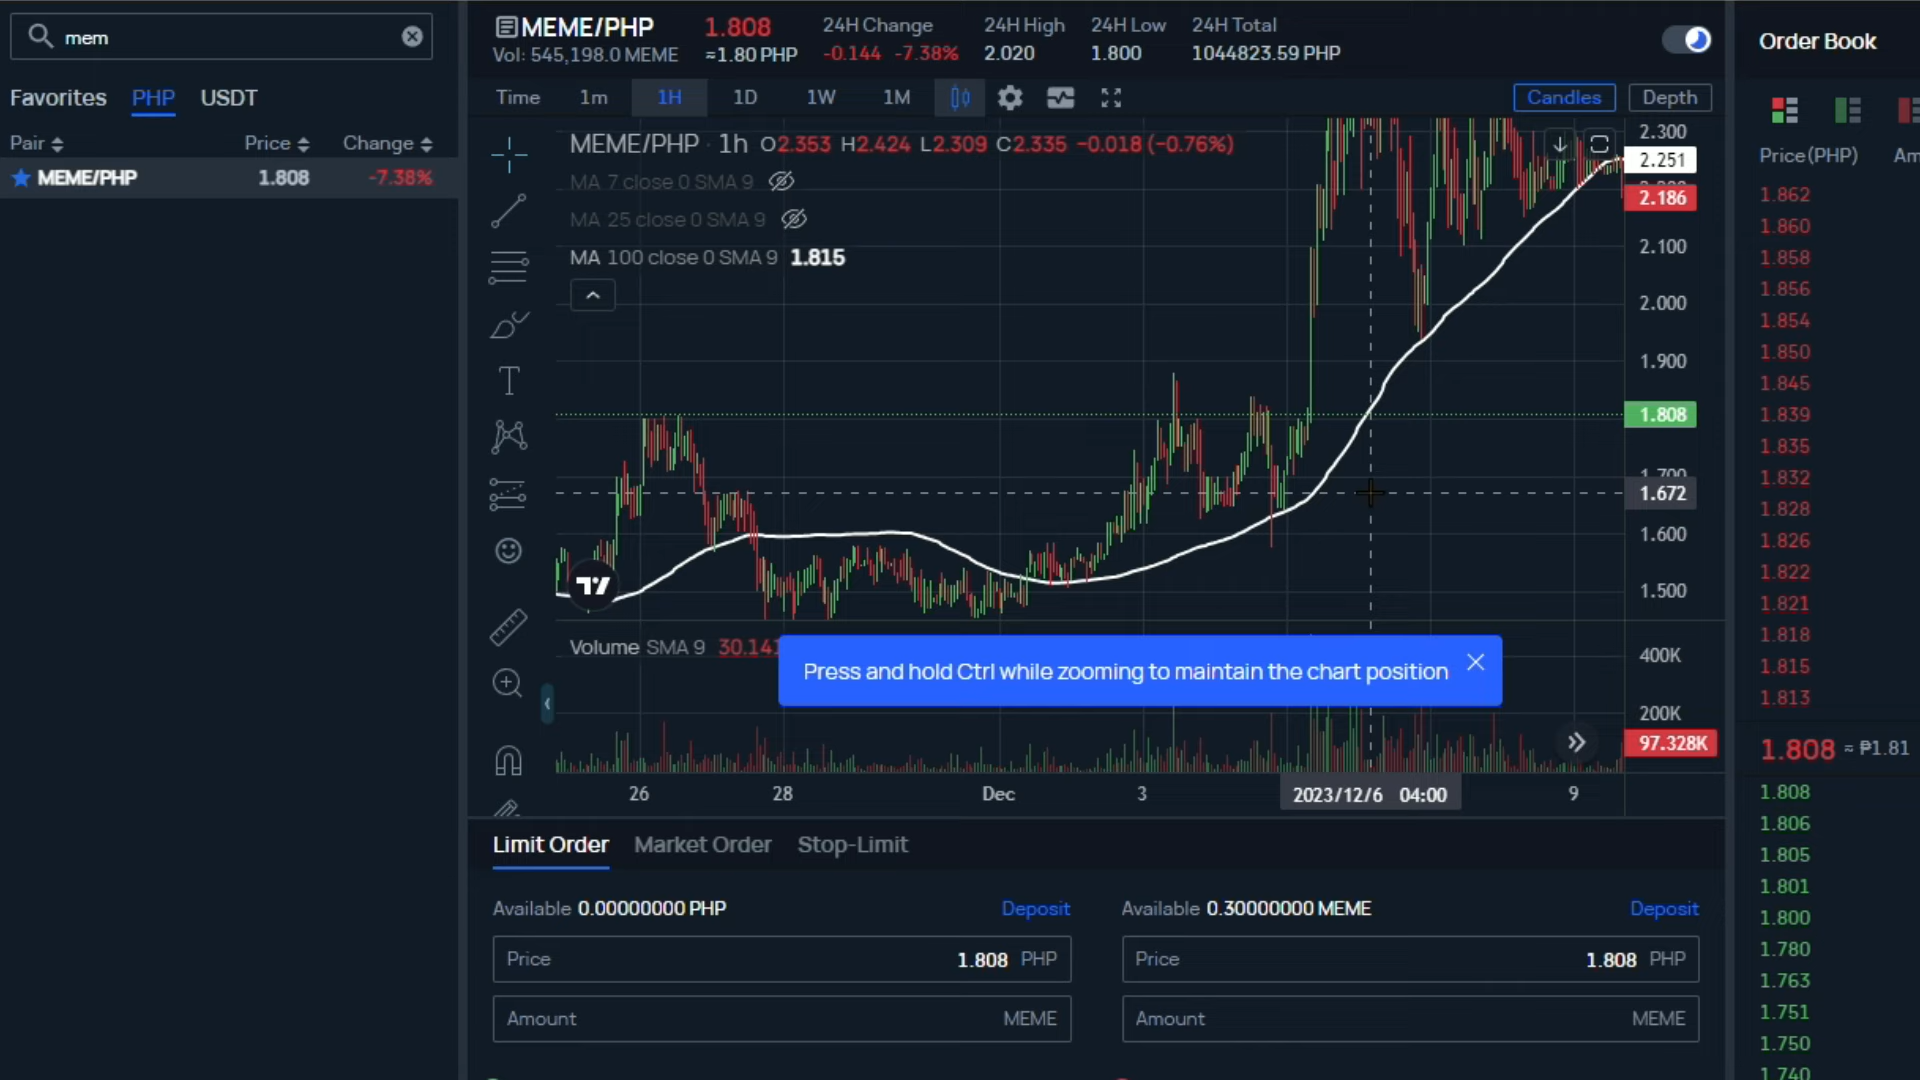 mem
Favorites PHP USDT
Pair Price Change
MEME/PHP 1.808 -7.38%
MEME/PHP 1.808 24H Change 24H High 24H Low 24H Total
Vol: 545,198.0 MEME ≈1.80 PHP -0.144 -7.38% 2.020 1.800 1044823.59 PHP
Time 1m 1H 1D 1W 1M Candles Depth
MEME/PHP · 1h O2.353 H2.424 L2.309 C2.335 -0.018 (-0.76%)
MA 7 close 0 SMA 9
MA 25 close 0 SMA 9
MA 100 close 0 SMA 9 1.815
2.300
2.251
2.186
2.100
2.000
1.900
1.808
1.700
1.672
1.600
1.500
Volume SMA 9 30.141
Press and hold Ctrl while zooming to maintain the chart position
400K
200K
97.328K
26 28 Dec 3 2023/12/6 04:00 9
Limit Order Market Order Stop-Limit
Available 0.00000000 PHP Deposit
Price 1.808 PHP
Amount MEME
Available 0.30000000 MEME Deposit
Price 1.808 PHP
Amount MEME
Order Book
Price(PHP)
1.862
1.860
1.858
1.856
1.854
1.850
1.845
1.839
1.835
1.832
1.828
1.826
1.822
1.821
1.818
1.815
1.813
1.808 ≈ ₱1.81
1.808
1.806
1.805
1.801
1.800
1.780
1.763
1.751
1.750
1.740